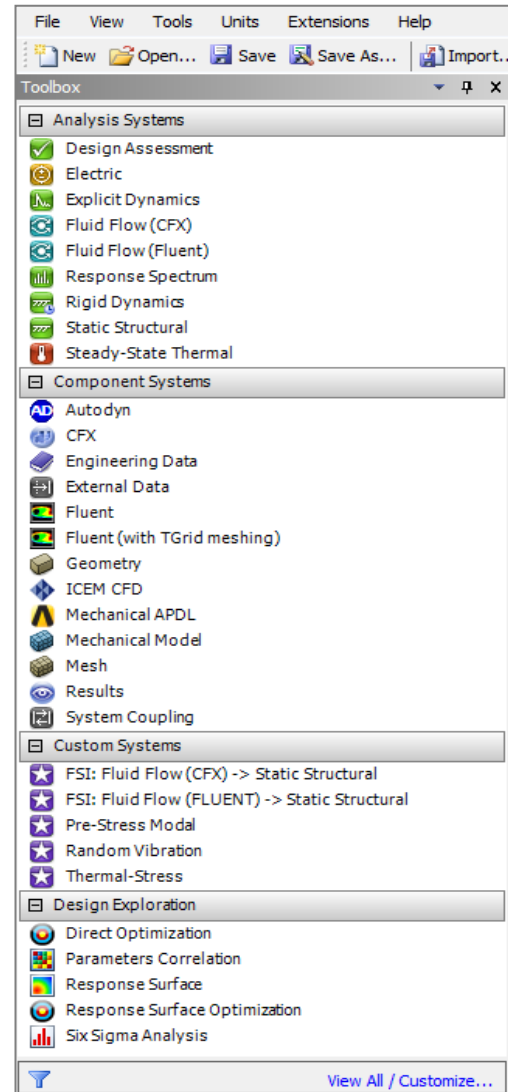 File View Tools Units Extensions Help
New Open... Save Save As... Import..
Toolbox
Analysis Systems
Design Assessment
Electric
Explicit Dynamics
Fluid Flow (CFX)
Fluid Flow (Fluent)
Response Spectrum
Rigid Dynamics
Static Structural
Steady-State Thermal
Component Systems
AD Autodyn
CFX
Engineering Data
External Data
Fluent
Fluent (with TGrid meshing)
Geometry
ICEM CFD
Mechanical APDL
Mechanical Model
Mesh
Results
System Coupling
Custom Systems
FSI: Fluid Flow (CFX) -> Static Structural
FSI: Fluid Flow (FLUENT) -> Static Structural
Pre-Stress Modal
Random Vibration
Thermal-Stress
Design Exploration
Direct Optimization
Parameters Correlation
Response Surface
Response Surface Optimization
Six Sigma Analysis
View All / Customize...